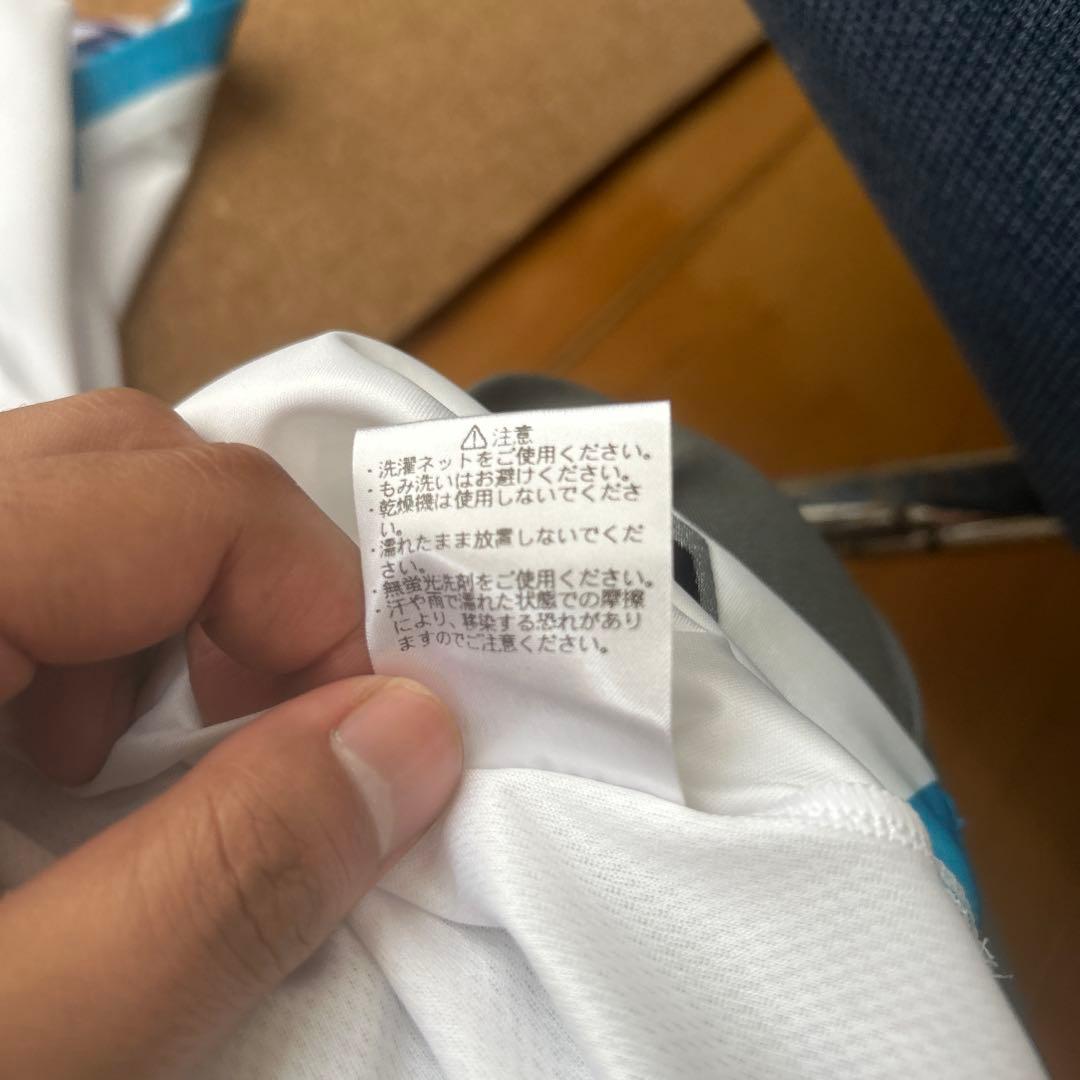 ⚠注意
・洗濯ネットをご使用ください。
・もみ洗いはお避けください。
・乾燥機は使用しないでくださ
い。
・濡れたまま放置しないでくだ
さい。
・無蛍光洗剤をご使用ください。
・汗や雨で濡れた状態での摩擦
により、移染する恐れがあり
ますのでご注意ください。